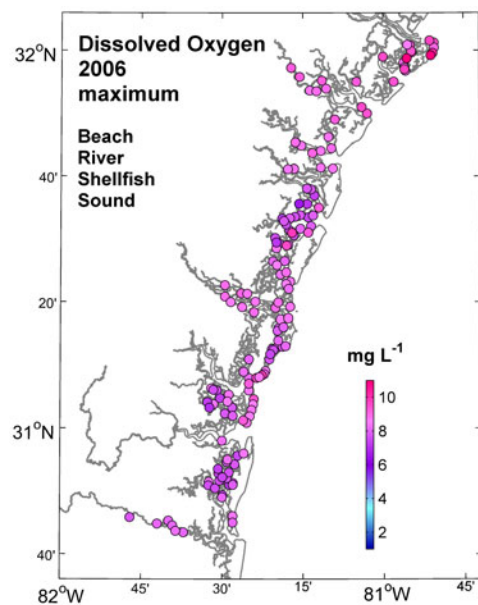 Dissolved Oxygen
2006
maximum
Beach
River
Shellfish
Sound
32°N
40'
20'
31°N
40'
82°W
45'
30'
15'
81°W
45'
mg L⁻¹
10
8
6
4
2